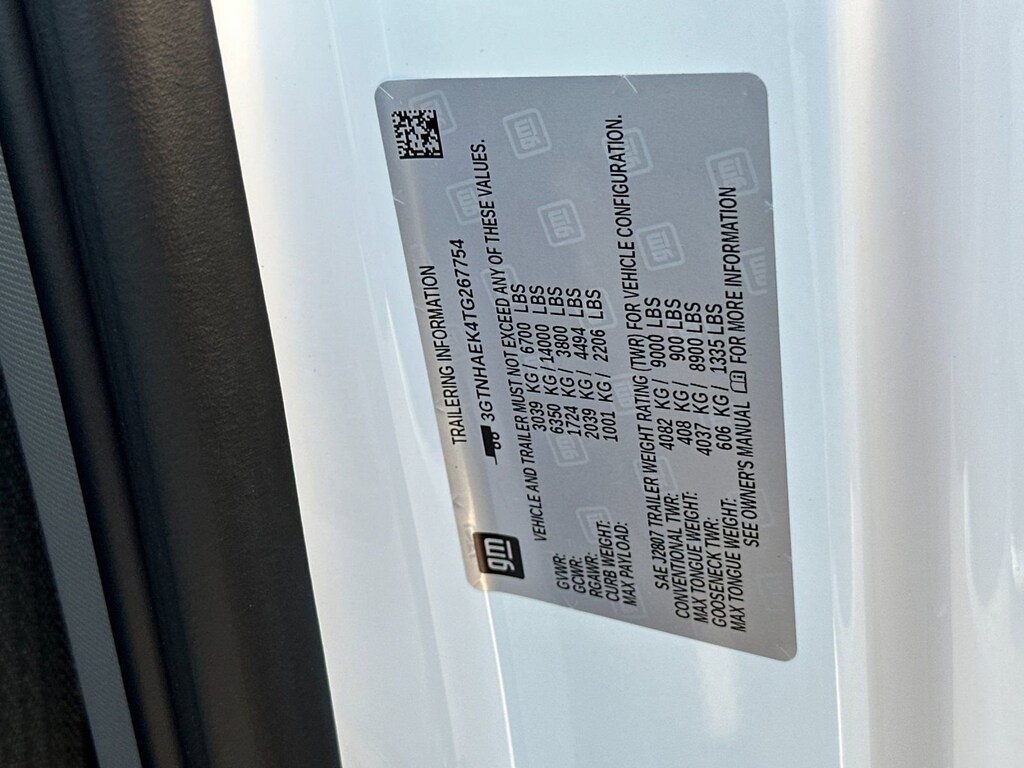 TRAILERING INFORMATION
gm
3GTNHAEK4TG267754
VEHICLE AND TRAILER MUST NOT EXCEED ANY OF THESE VALUES.
GVWR: 3039 KG / 6700 LBS
GCWR: 6350 KG / 14000 LBS
RGAWR: 1724 KG / 3800 LBS
CURB WEIGHT: 2039 KG / 4494 LBS
MAX PAYLOAD: 1001 KG / 2206 LBS
SAE J2807 TRAILER WEIGHT RATING (TWR) FOR VEHICLE CONFIGURATION.
CONVENTIONAL TWR: 4082 KG / 9000 LBS
MAX TONGUE WEIGHT: 408 KG / 900 LBS
GOOSENECK TWR: 4037 KG / 8900 LBS
MAX TONGUE WEIGHT: 606 KG / 1335 LBS
SEE OWNER'S MANUAL FOR MORE INFORMATION